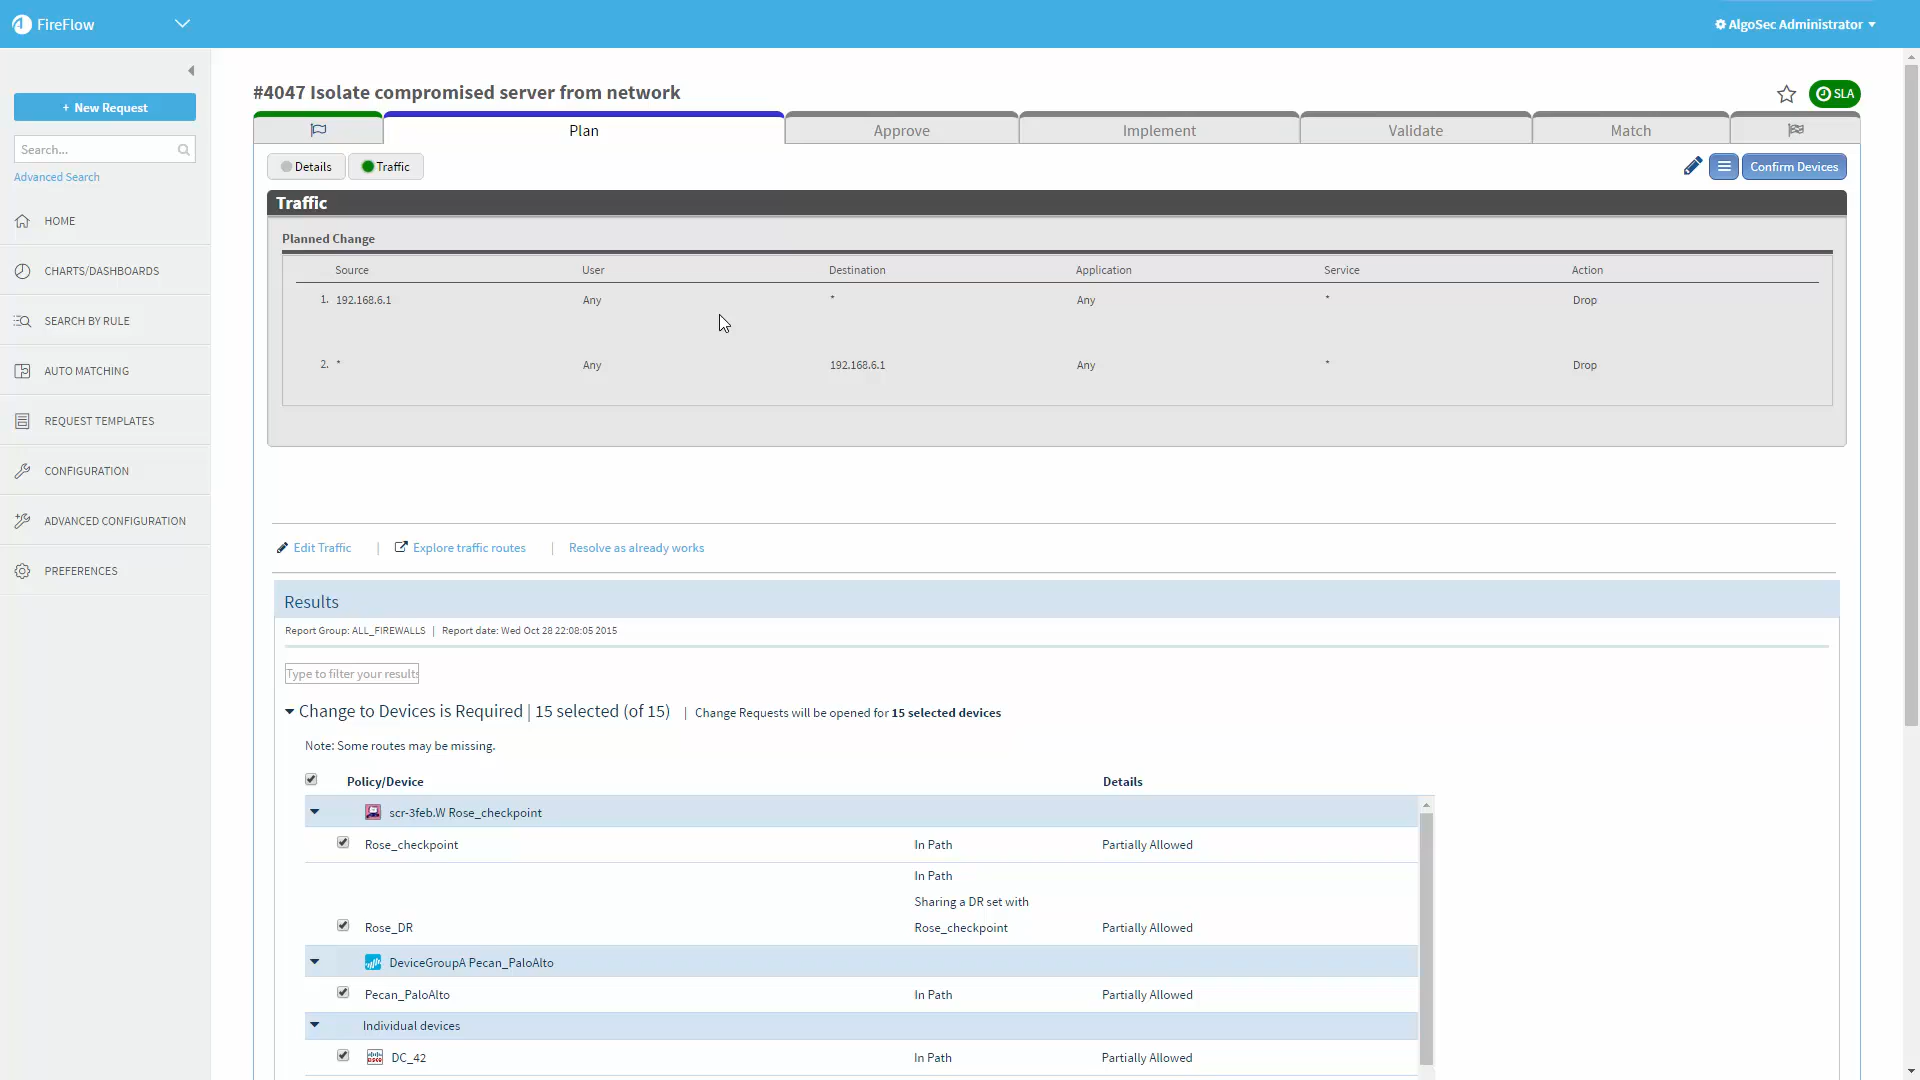 FireFlow
AlgoSec Administrator
+ New Request
Search...
Advanced Search
HOME
CHARTS/DASHBOARDS
SEARCH BY RULE
AUTO MATCHING
REQUEST TEMPLATES
CONFIGURATION
ADVANCED CONFIGURATION
PREFERENCES
#4047 Isolate compromised server from network
SLA
Plan
Approve
Implement
Validate
Match
Details
Traffic
Confirm Devices
Traffic
Planned Change
Source User Destination Application Service Action
1. 192.168.6.1 Any * Any * Drop
2. * Any 192.168.6.1 Any * Drop
Edit Traffic | Explore traffic routes | Resolve as already works
Results
Report Group: ALL_FIREWALLS | Report date: Wed Oct 28 22:08:05 2015
Type to filter your results
Change to Devices is Required | 15 selected (of 15) | Change Requests will be opened for 15 selected devices
Note: Some routes may be missing.
Policy/Device Details
scr-3feb.W Rose_checkpoint
Rose_checkpoint In Path Partially Allowed
In Path
Sharing a DR set with
Rose_DR Rose_checkpoint Partially Allowed
DeviceGroupA Pecan_PaloAlto
Pecan_PaloAlto In Path Partially Allowed
Individual devices
DC_42 In Path Partially Allowed